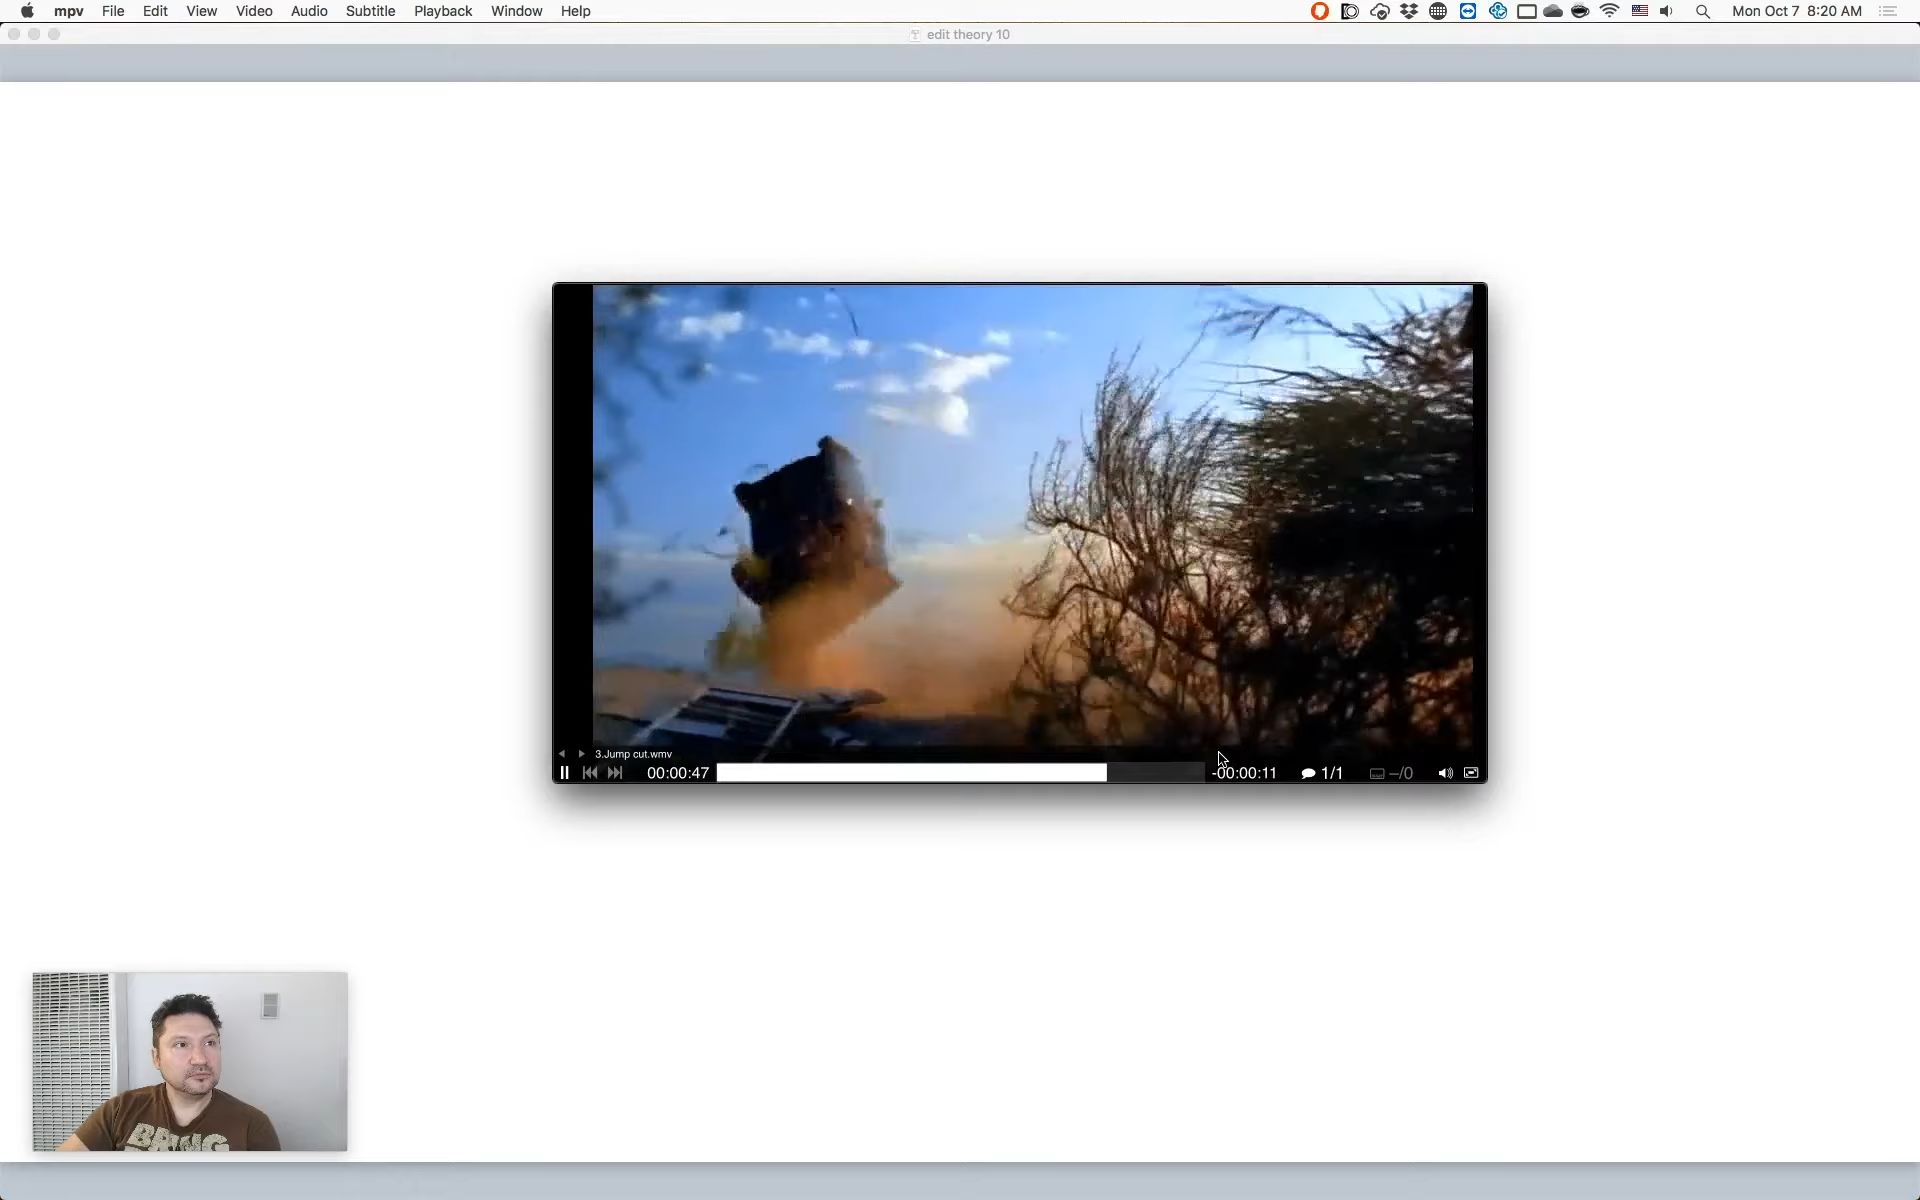 mpv File Edit View Video Audio Subtitle Playback Window Help Mon Oct 7 8:20 AM
edit theory 10
3.Jump cut.wmv
00:00:47 -00:00:11 1/1 –/0
BRING